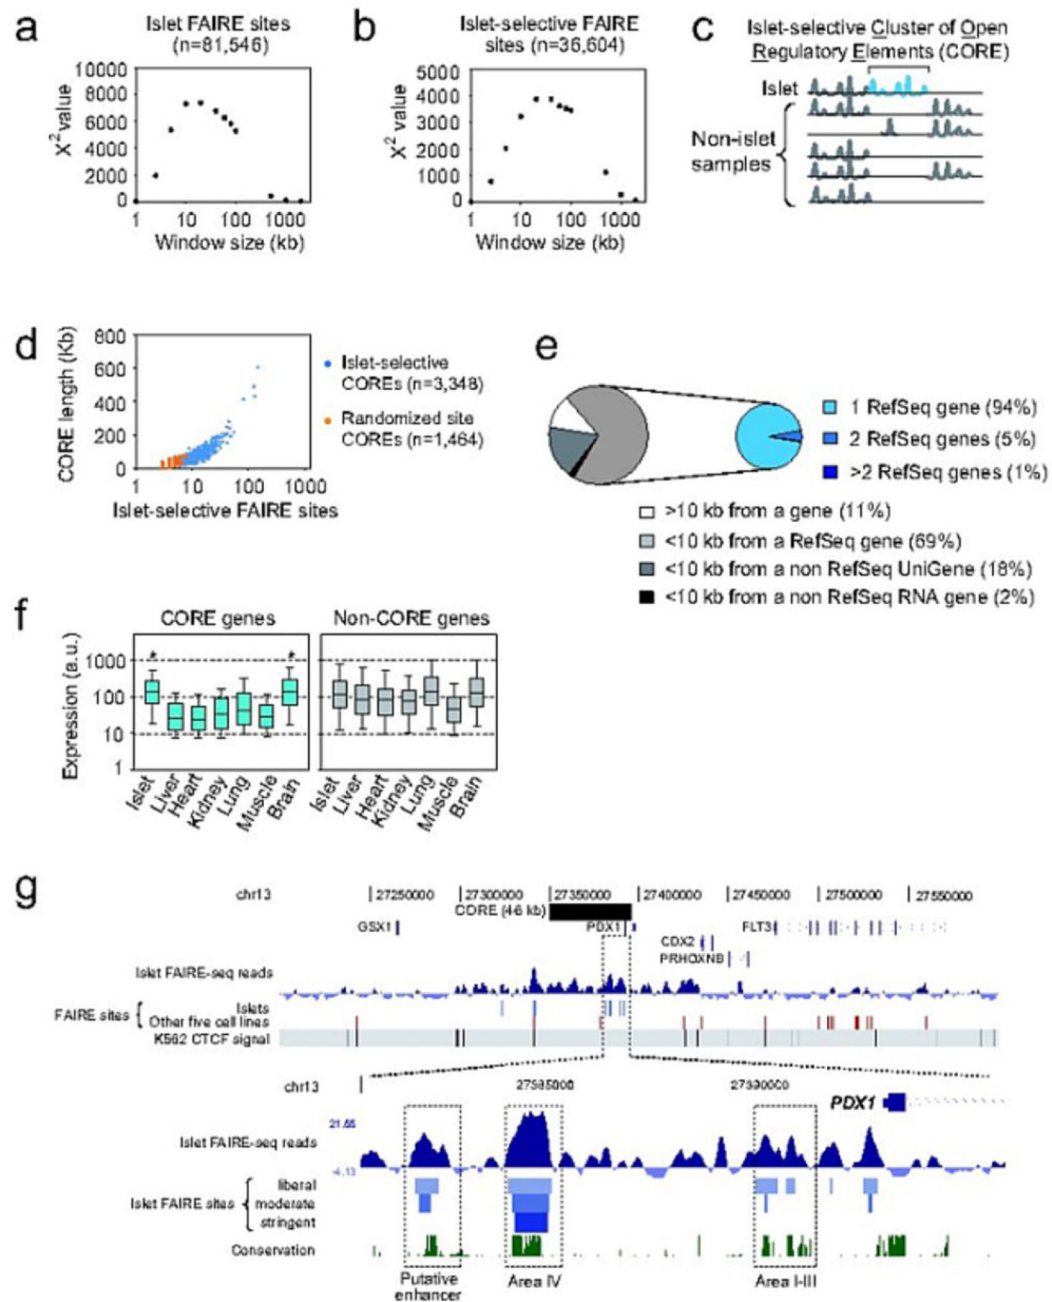 a
Islet FAIRE sites
(n=81,546)
X² value
10000
8000
6000
4000
2000
0
1 10 100 1000
Window size (kb)
b
Islet-selective FAIRE
sites (n=36,604)
X² value
5000
4000
3000
2000
1000
0
1 10 100 1000
Window size (kb)
c
Islet-selective Cluster of Open
Regulatory Elements (CORE)
Islet
Non-islet
samples
d
CORE length (Kb)
800
600
400
200
0
1 10 100 1000
Islet-selective FAIRE sites
Islet-selective
COREs (n=3,348)
Randomized site
COREs (n=1,464)
e
1 RefSeq gene (94%)
2 RefSeq genes (5%)
>2 RefSeq genes (1%)
>10 kb from a gene (11%)
<10 kb from a RefSeq gene (69%)
<10 kb from a non RefSeq UniGene (18%)
<10 kb from a non RefSeq RNA gene (2%)
f
CORE genes
Non-CORE genes
Expression (a.u.)
1000
100
10
1
* *
Islet Liver Heart Kidney Lung Muscle Brain
Islet Liver Heart Kidney Lung Muscle Brain
g
chr13 27250000 27300000 27350000 27400000 27450000 27500000 27550000
CORE (46 kb)
GSX1 PDX1 FLT3
CDX2
PRHOXNB
Islet FAIRE-seq reads
FAIRE sites
Islets
Other five cell lines
K562 CTCF signal
chr13 27385000 27390000
PDX1
21.55
Islet FAIRE-seq reads
-4.13
Islet FAIRE sites
liberal
moderate
stringent
Conservation
Putative
enhancer
Area IV
Area I-III